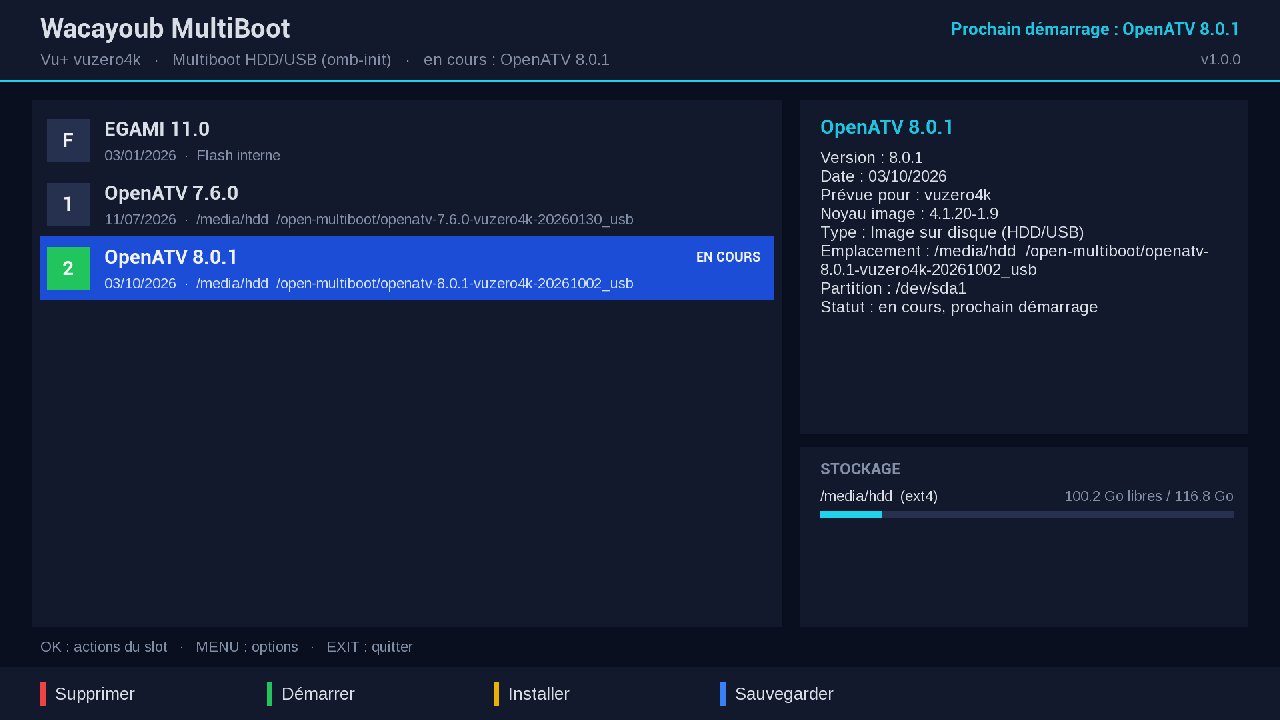 Wacayoub MultiBoot
Prochain démarrage : OpenATV 8.0.1
Vu+ vuzero4k · Multiboot HDD/USB (omb-init) · en cours : OpenATV 8.0.1
v1.0.0
F
EGAMI 11.0
03/01/2026 · Flash interne
1
OpenATV 7.6.0
11/07/2026 · /media/hdd /open-multiboot/openatv-7.6.0-vuzero4k-20260130_usb
2
OpenATV 8.0.1
EN COURS
03/10/2026 · /media/hdd /open-multiboot/openatv-8.0.1-vuzero4k-20261002_usb
OpenATV 8.0.1
Version : 8.0.1
Date : 03/10/2026
Prévue pour : vuzero4k
Noyau image : 4.1.20-1.9
Type : Image sur disque (HDD/USB)
Emplacement : /media/hdd /open-multiboot/openatv-
8.0.1-vuzero4k-20261002_usb
Partition : /dev/sda1
Statut : en cours, prochain démarrage
STOCKAGE
/media/hdd (ext4)
100.2 Go libres / 116.8 Go
OK : actions du slot · MENU : options · EXIT : quitter
Supprimer
Démarrer
Installer
Sauvegarder